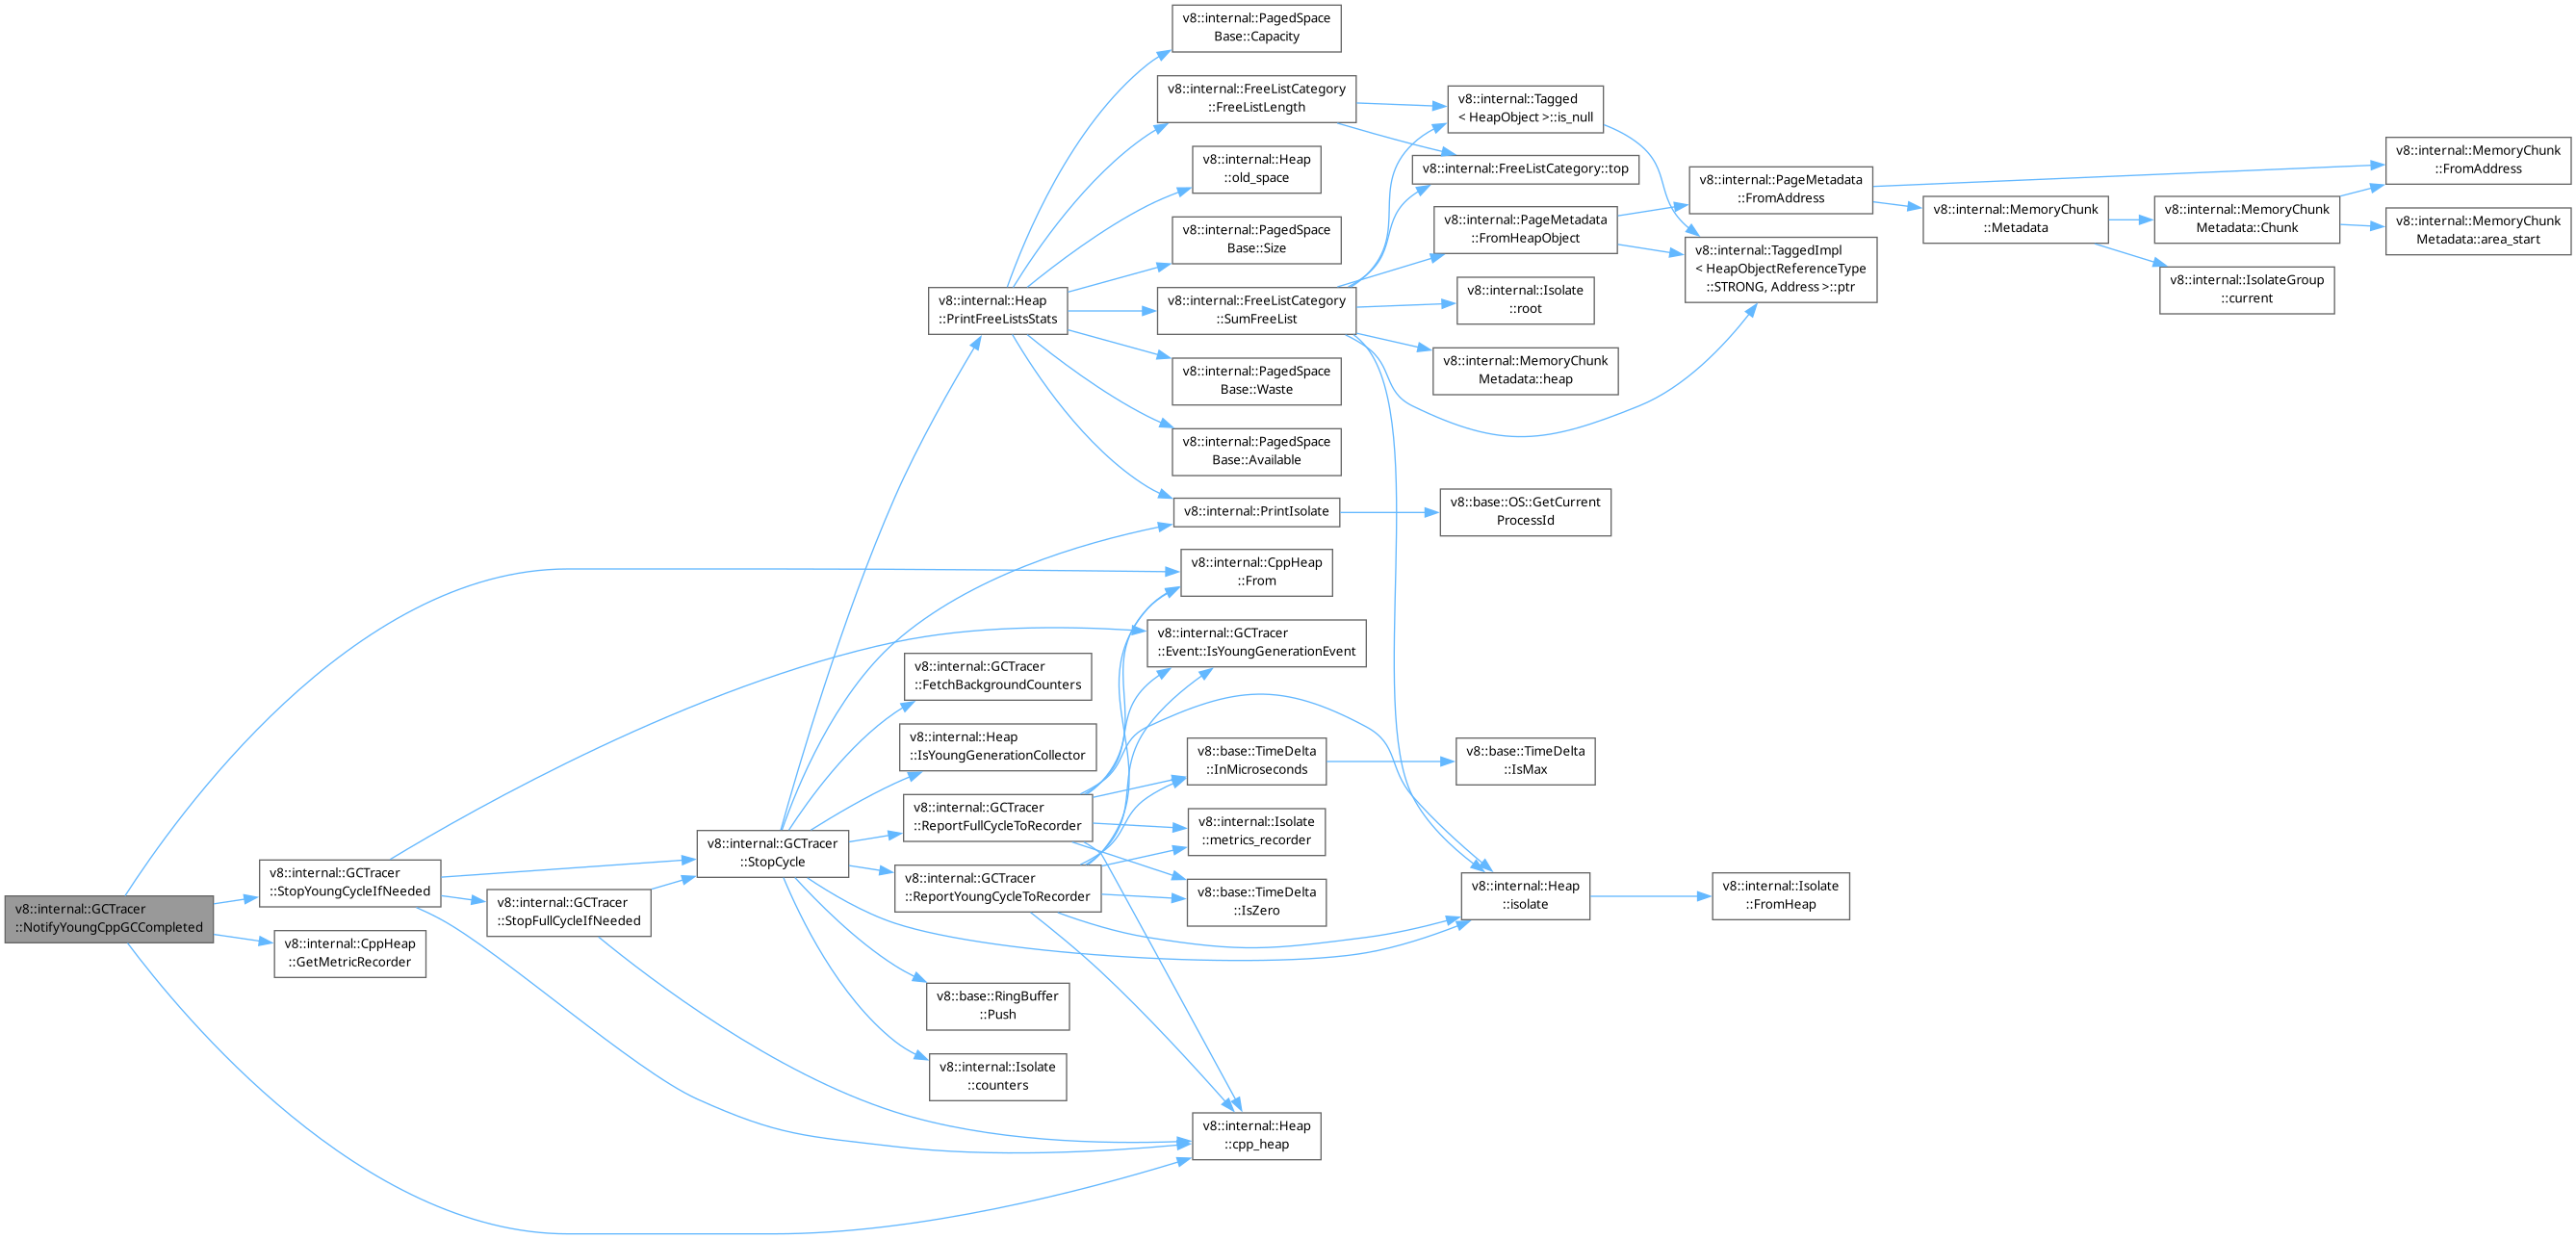 v8::internal::GCTracer
::NotifyYoungCppGCCompleted
v8::internal::GCTracer
::StopYoungCycleIfNeeded
v8::internal::CppHeap
::GetMetricRecorder
v8::internal::GCTracer
::StopFullCycleIfNeeded
v8::internal::GCTracer
::StopCycle
v8::internal::Heap
::PrintFreeListsStats
v8::internal::GCTracer
::FetchBackgroundCounters
v8::internal::Heap
::IsYoungGenerationCollector
v8::internal::GCTracer
::ReportFullCycleToRecorder
v8::internal::GCTracer
::ReportYoungCycleToRecorder
v8::base::RingBuffer
::Push
v8::internal::Isolate
::counters
v8::internal::PagedSpace
Base::Capacity
v8::internal::FreeListCategory
::FreeListLength
v8::internal::Heap
::old_space
v8::internal::PagedSpace
Base::Size
v8::internal::FreeListCategory
::SumFreeList
v8::internal::PagedSpace
Base::Waste
v8::internal::PagedSpace
Base::Available
v8::internal::PrintIsolate
v8::internal::CppHeap
::From
v8::internal::GCTracer
::Event::IsYoungGenerationEvent
v8::base::TimeDelta
::InMicroseconds
v8::internal::Isolate
::metrics_recorder
v8::base::TimeDelta
::IsZero
v8::internal::Heap
::cpp_heap
v8::internal::Tagged
< HeapObject >::is_null
v8::internal::FreeListCategory::top
v8::internal::PageMetadata
::FromHeapObject
v8::internal::Isolate
::root
v8::internal::MemoryChunk
Metadata::heap
v8::base::OS::GetCurrent
ProcessId
v8::base::TimeDelta
::IsMax
v8::internal::Heap
::isolate
v8::internal::PageMetadata
::FromAddress
v8::internal::TaggedImpl
< HeapObjectReferenceType
::STRONG, Address >::ptr
v8::internal::Isolate
::FromHeap
v8::internal::MemoryChunk
::Metadata
v8::internal::MemoryChunk
Metadata::Chunk
v8::internal::IsolateGroup
::current
v8::internal::MemoryChunk
::FromAddress
v8::internal::MemoryChunk
Metadata::area_start